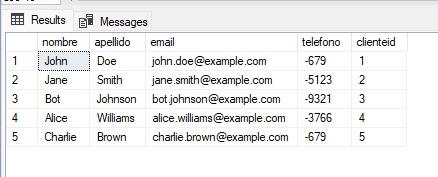 Results Messages
nombre apellido email telefono clienteid
1 John Doe john.doe@example.com -679 1
2 Jane Smith jane.smith@example.com -5123 2
3 Bot Johnson bot.johnson@example.com -9321 3
4 Alice Williams alice.williams@example.com -3766 4
5 Charlie Brown charlie.brown@example.com -679 5